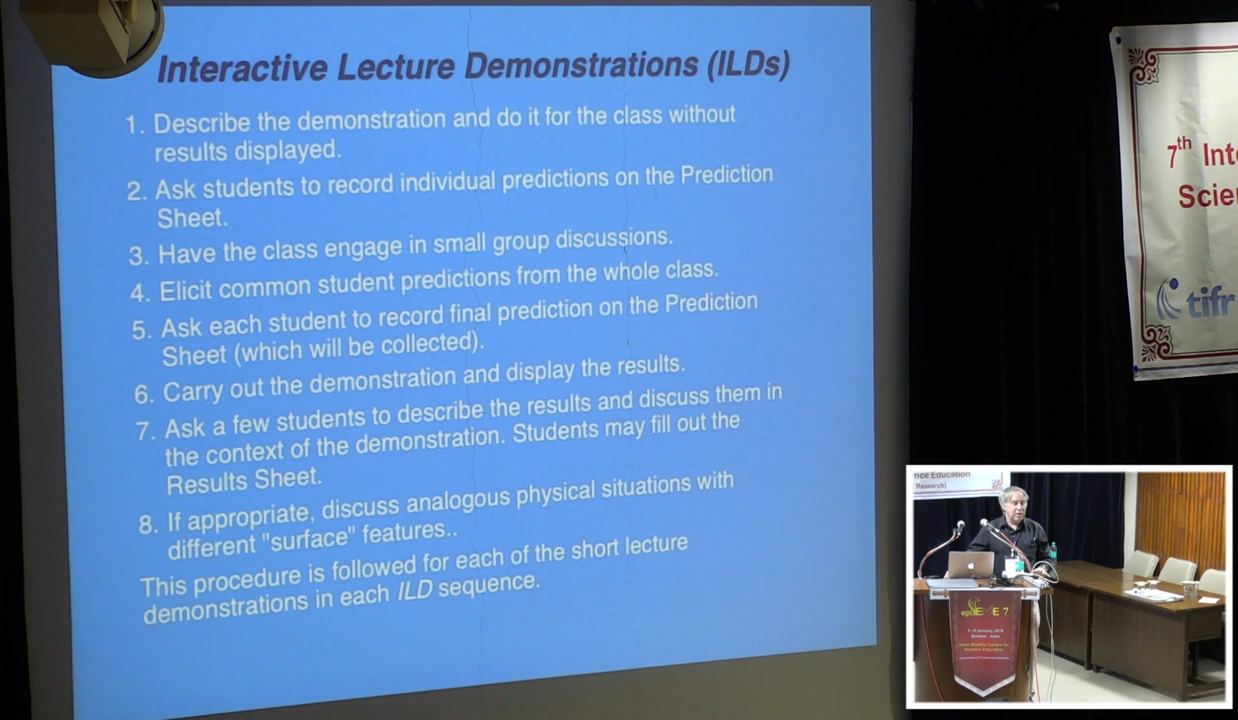 Interactive Lecture Demonstrations (ILDs)
1. Describe the demonstration and do it for the class without
results displayed.
2. Ask students to record individual predictions on the Prediction
Sheet.
3. Have the class engage in small group discussions.
4. Elicit common student predictions from the whole class.
5. Ask each student to record final prediction on the Prediction
Sheet (which will be collected).
6. Carry out the demonstration and display the results.
7. Ask a few students to describe the results and discuss them in
the context of the demonstration. Students may fill out the
Results Sheet.
8. If appropriate, discuss analogous physical situations with
different "surface" features..
This procedure is followed for each of the short lecture
demonstrations in each ILD sequence.
7th Inte
Scier
tifr
nce Education
Research)
epiSTEME 7